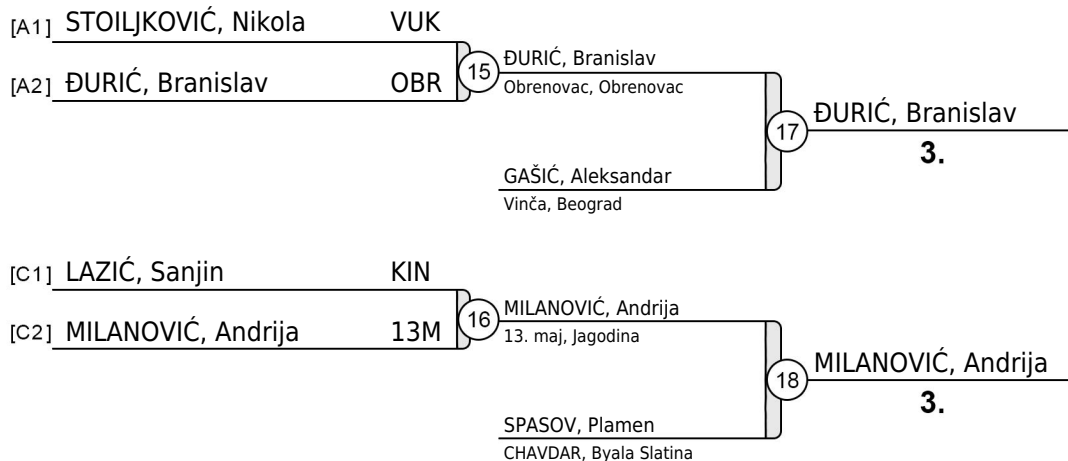 [A1] STOILJKOVIĆ, Nikola VUK
[A2] ĐURIĆ, Branislav OBR
15
ĐURIĆ, Branislav
Obrenovac, Obrenovac
17
ĐURIĆ, Branislav
3.
GAŠIĆ, Aleksandar
Vinča, Beograd
[C1] LAZIĆ, Sanjin KIN
[C2] MILANOVIĆ, Andrija 13M
16
MILANOVIĆ, Andrija
13. maj, Jagodina
18
MILANOVIĆ, Andrija
3.
SPASOV, Plamen
CHAVDAR, Byala Slatina